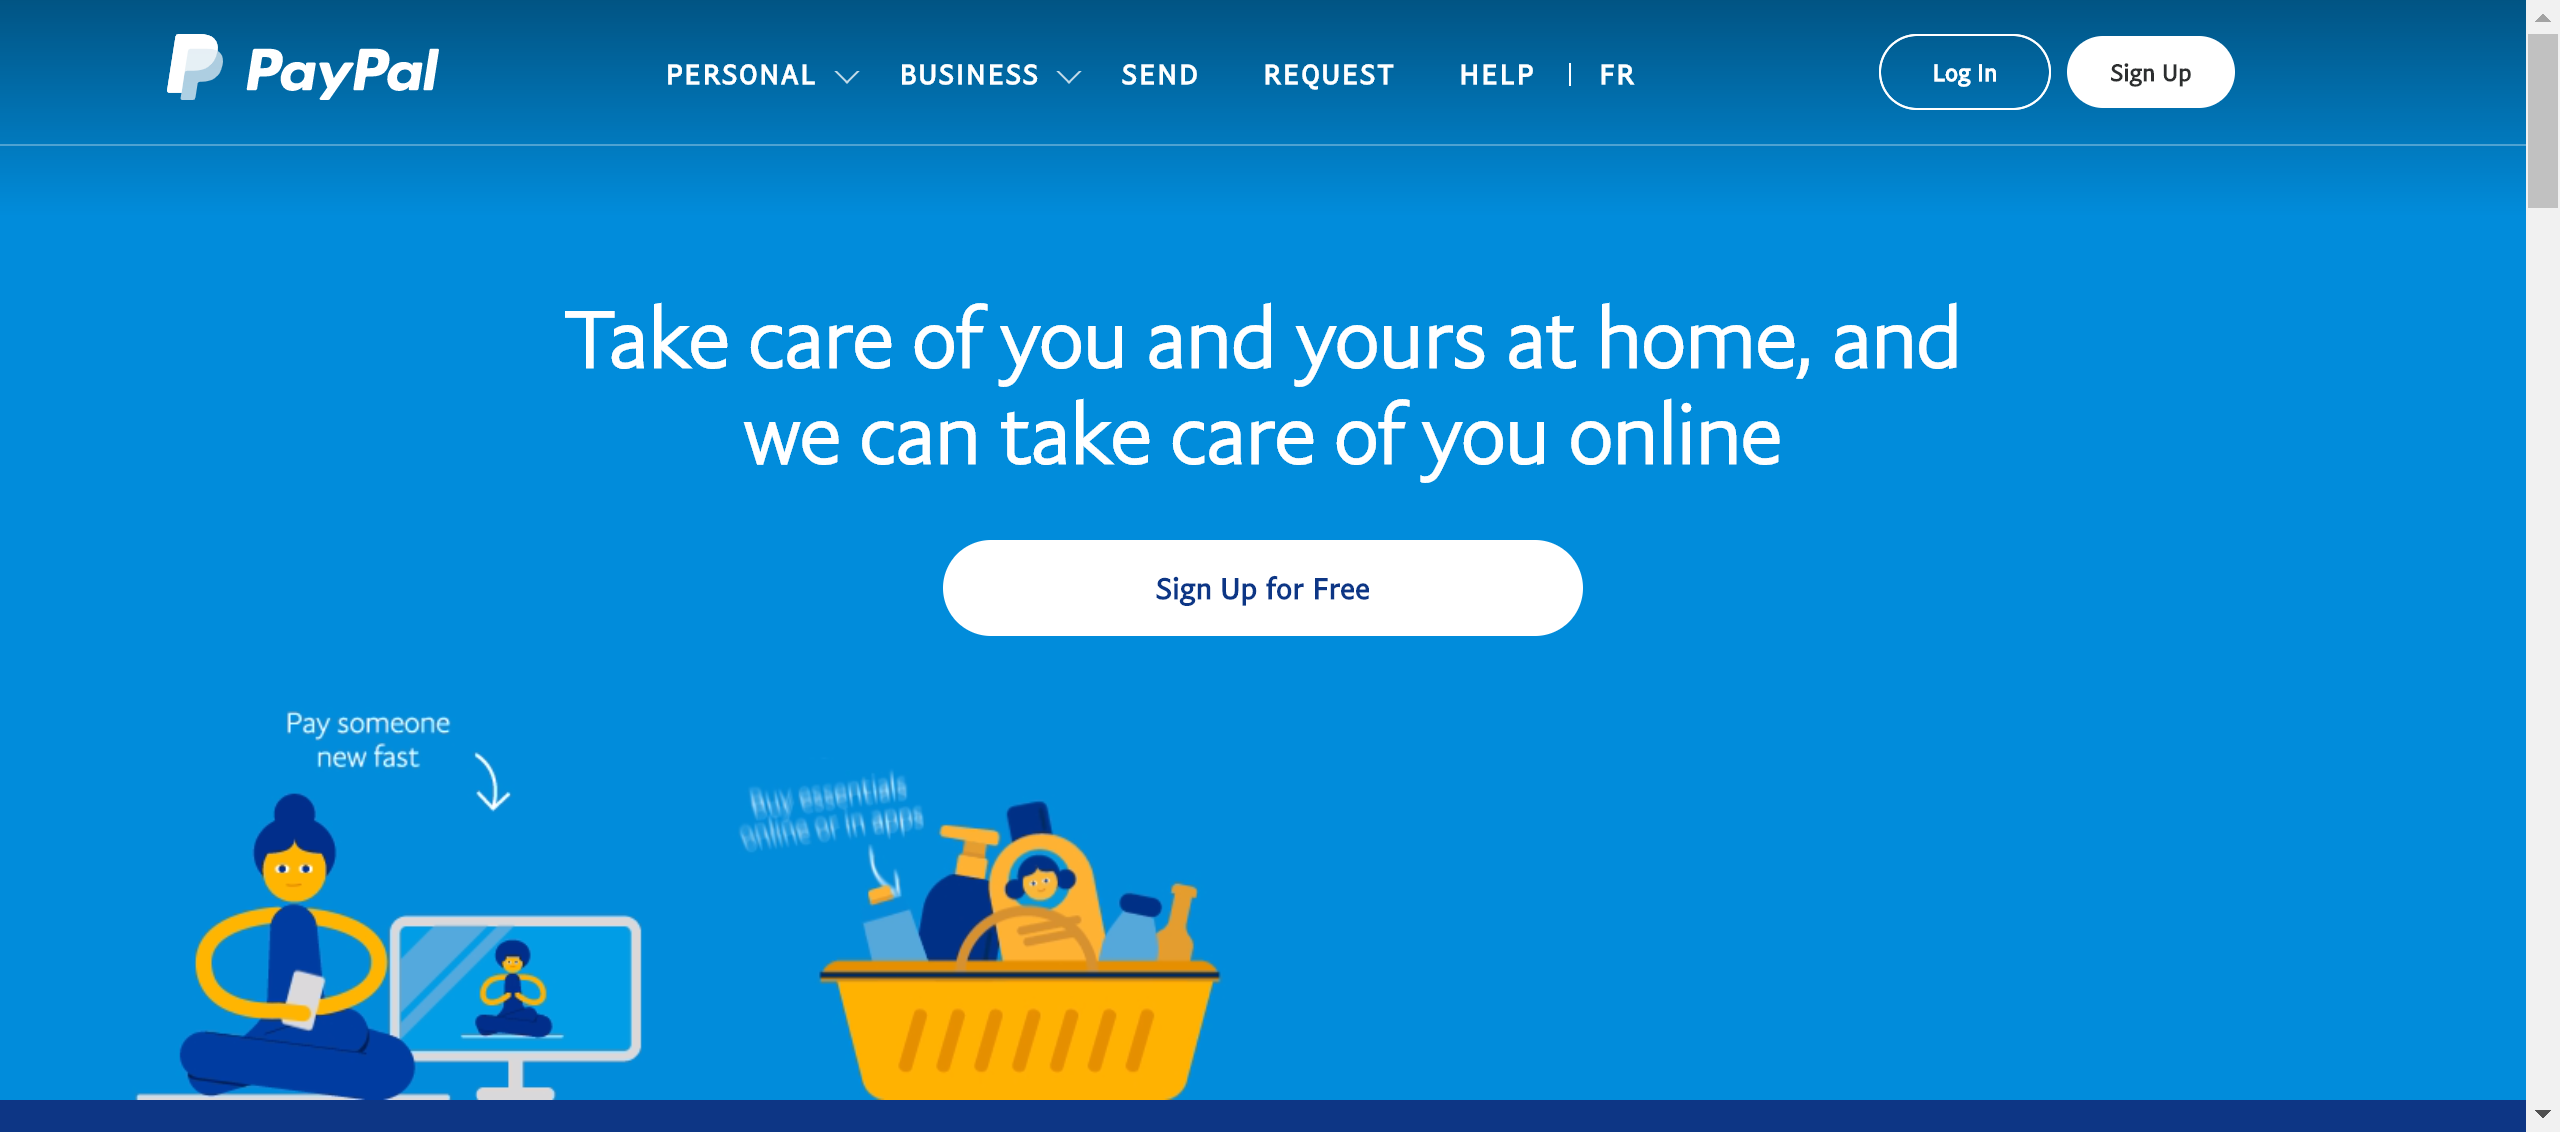 PayPal
PERSONAL
BUSINESS
SEND
REQUEST
HELP
FR
Log In
Sign Up
Take care of you and yours at home, and
we can take care of you online
Sign Up for Free
Pay someone
new fast
Buy essentials
online or in apps